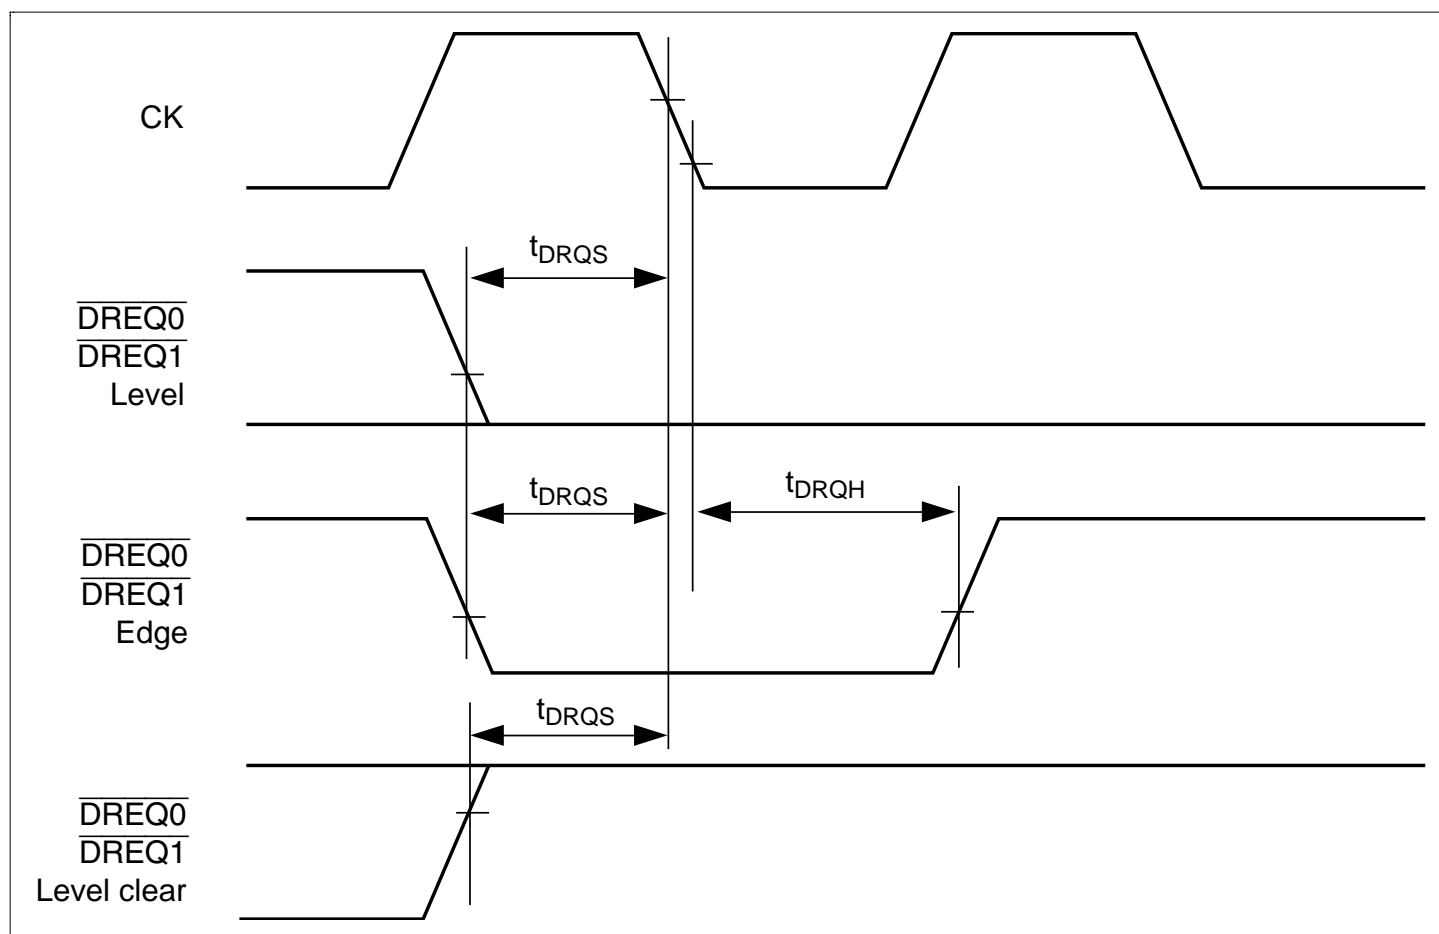 CK
tDRQS
DREQ0
DREQ1
Level
tDRQS
tDRQH
DREQ0
DREQ1
Edge
tDRQS
DREQ0
DREQ1
Level clear